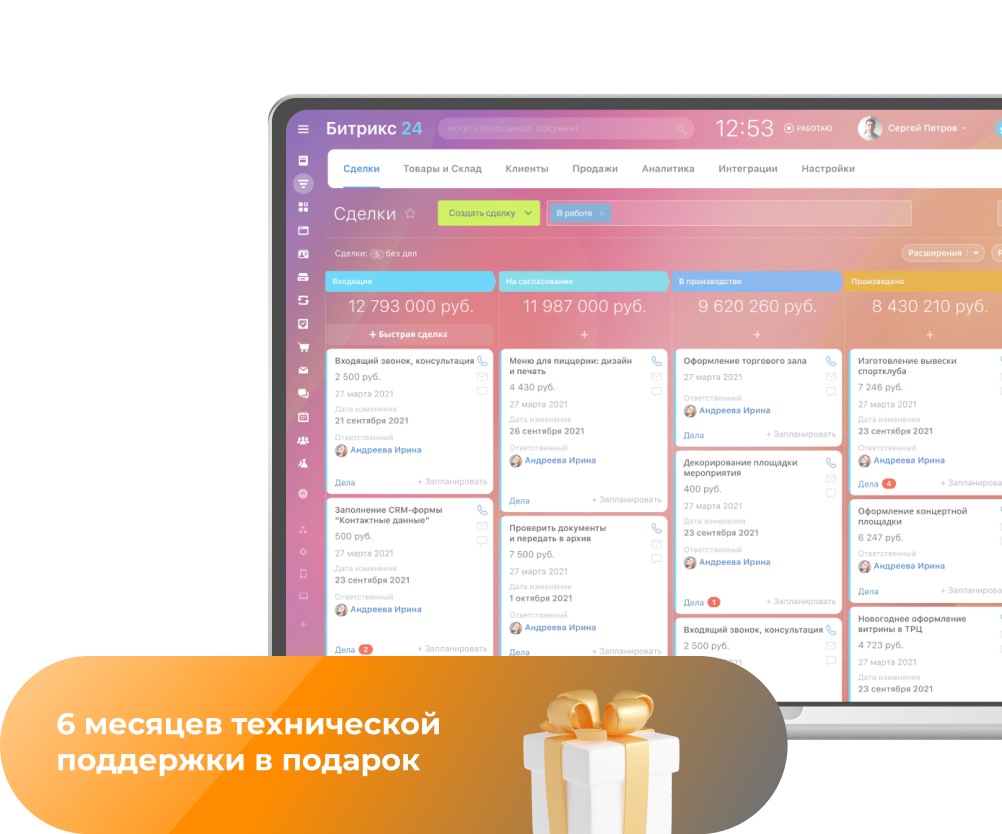 Битрикс 24
искать сотрудника, документ...
12:53
РАБОТАЮ
Сергей Петров
Сделки
Товары и Склад
Клиенты
Продажи
Аналитика
Интеграции
Настройки
Сделки
Создать сделку
В работе ×
Сделки: 5 без дел
Расширения
Входящие
12 793 000 руб.
+ Быстрая сделка
Входящий звонок, консультация
2 500 руб.
27 марта 2021
Дата изменения
21 сентября 2021
Ответственный
Андреева Ирина
Дела
+ Запланировать
Заполнение CRM-формы
"Контактные данные"
500 руб.
27 марта 2021
Дата изменения
23 сентября 2021
Ответственный
Андреева Ирина
Дела 2
+ Запланировать
На согласование
11 987 000 руб.
+
Меню для пиццерии: дизайн
и печать
4 430 руб.
27 марта 2021
Дата изменения
26 сентября 2021
Ответственный
Андреева Ирина
Дела
+ Запланировать
Проверить документы
и передать в архив
7 500 руб.
27 марта 2021
Дата изменения
1 октября 2021
Ответственный
Андреева Ирина
Дела
+ Запланировать
В производстве
9 620 260 руб.
+
Оформление торгового зала
27 марта 2021
Ответственный
Андреева Ирина
Дела
+ Запланировать
Декорирование площадки
мероприятия
400 руб.
27 марта 2021
Дата изменения
23 сентября 2021
Ответственный
Андреева Ирина
Дела 1
+ Запланировать
Входящий звонок, консультация
2 500 руб.
Произведено
8 430 210 руб.
+
Изготовление вывески
спортклуба
7 246 руб.
27 марта 2021
Дата изменения
23 сентября 2021
Ответственный
Андреева Ирина
Дела 4
+ Запланирова
Оформление концертной
площадки
6 247 руб.
Ответственный
Андреева Ирина
Дела
+ Запланирова
Новогоднее оформление
витрины в ТРЦ
4 723 руб.
27 марта 2021
Дата изменения
23 сентября 2021
6 месяцев технической
поддержки в подарок